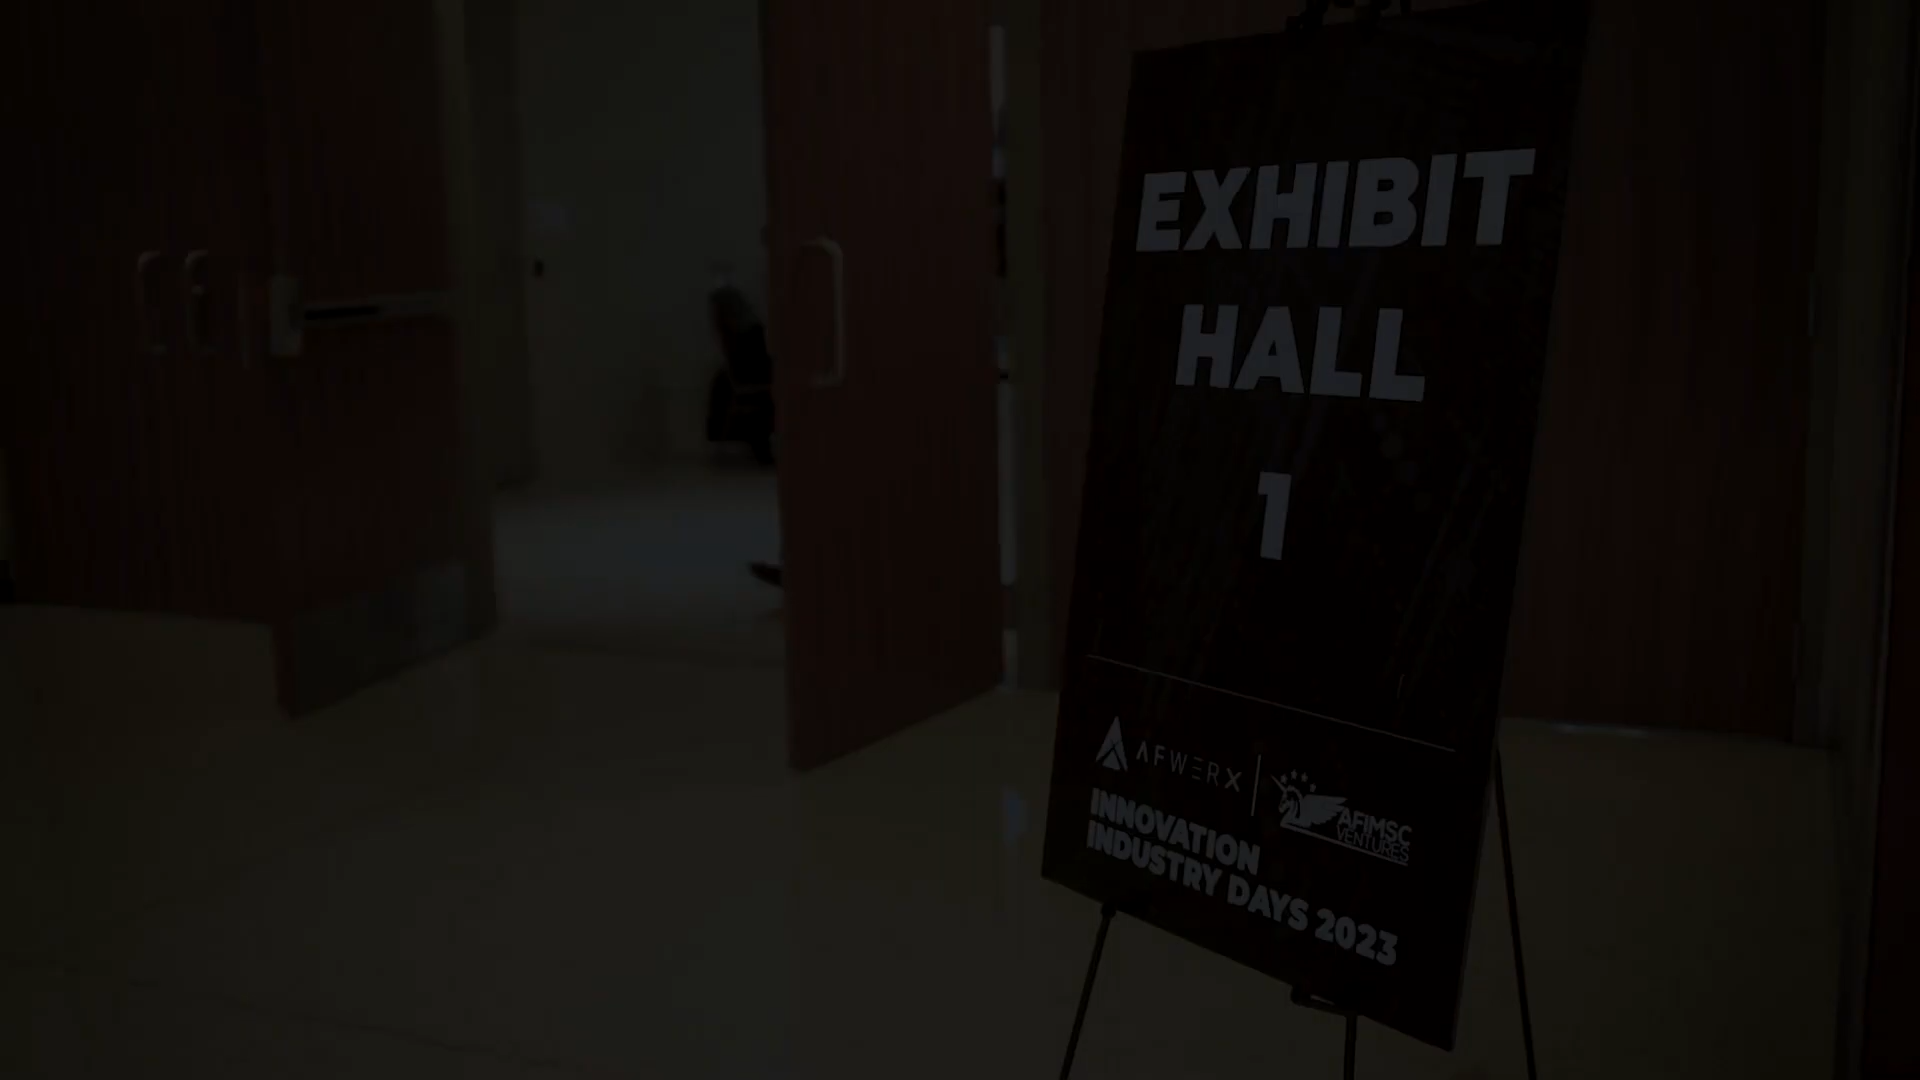 EXHIBIT
HALL
1
AFWERX
AFIMSC
VENTURES
INNOVATION
INDUSTRY DAYS 2023